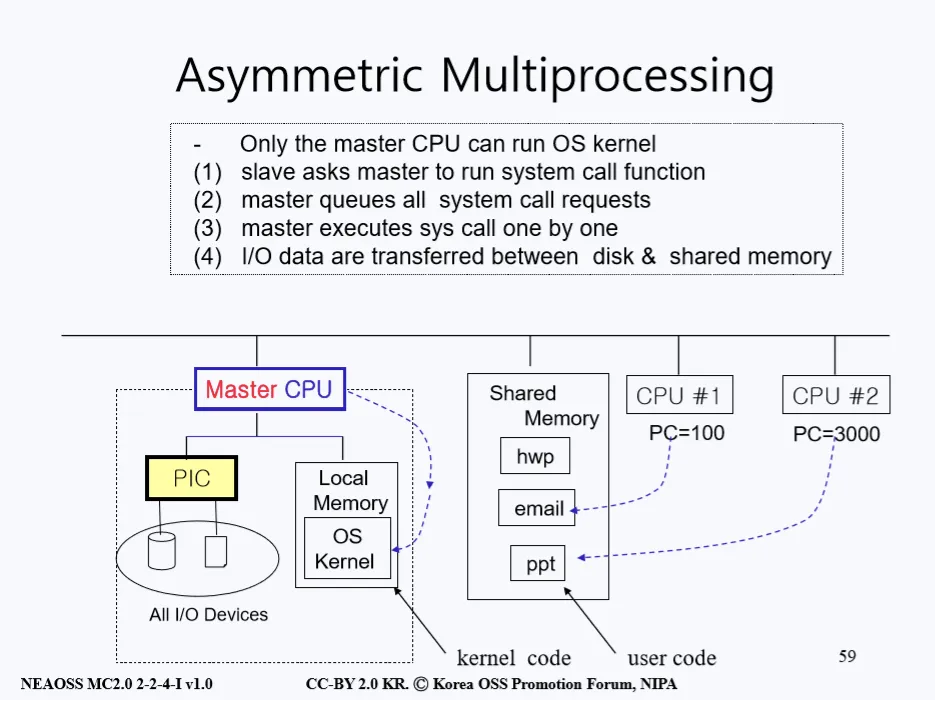 Asymmetric Multiprocessing
- Only the master CPU can run OS kernel
(1) slave asks master to run system call function
(2) master queues all system call requests
(3) master executes sys call one by one
(4) I/O data are transferred between disk & shared memory
Master CPU
Shared
Memory
CPU #1
CPU #2
PC=100
PC=3000
hwp
PIC
Local
Memory
email
OS
Kernel
ppt
All I/O Devices
kernel code
user code
59
NEAOSS MC2.0 2-2-4-I v1.0
CC-BY 2.0 KR. © Korea OSS Promotion Forum, NIPA